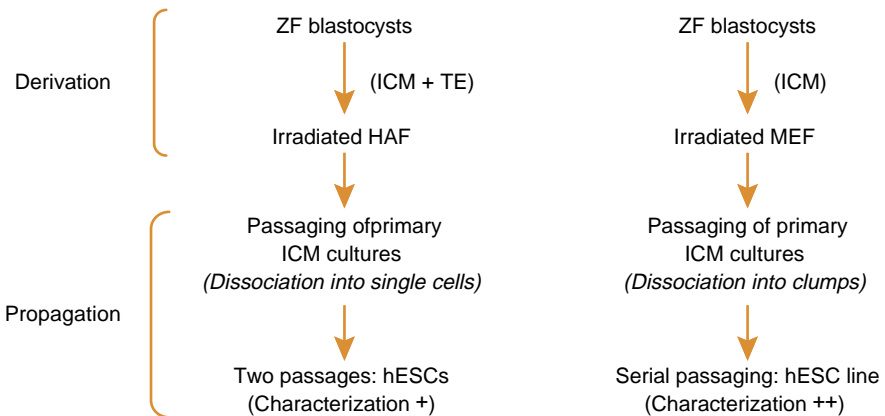 Derivation
ZF blastocysts
(ICM + TE)
Irradiated HAF
ZF blastocysts
(ICM)
Irradiated MEF
Propagation
Passaging ofprimary
ICM cultures
(Dissociation into single cells)
Two passages: hESCs
(Characterization +)
Passaging of primary
ICM cultures
(Dissociation into clumps)
Serial passaging: hESC line
(Characterization ++)